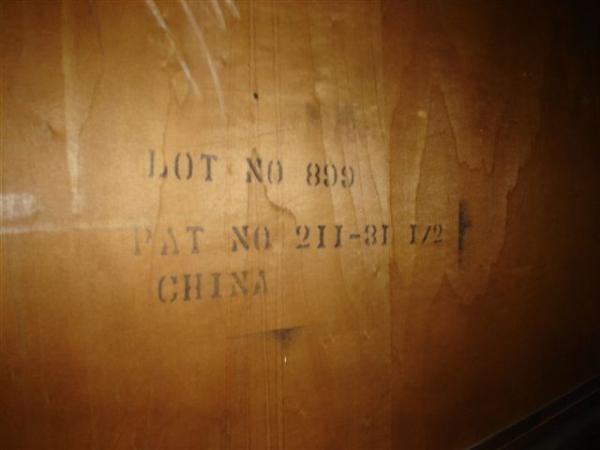 LOT NO 899
PAT NO 211-31 1/2
CHINA